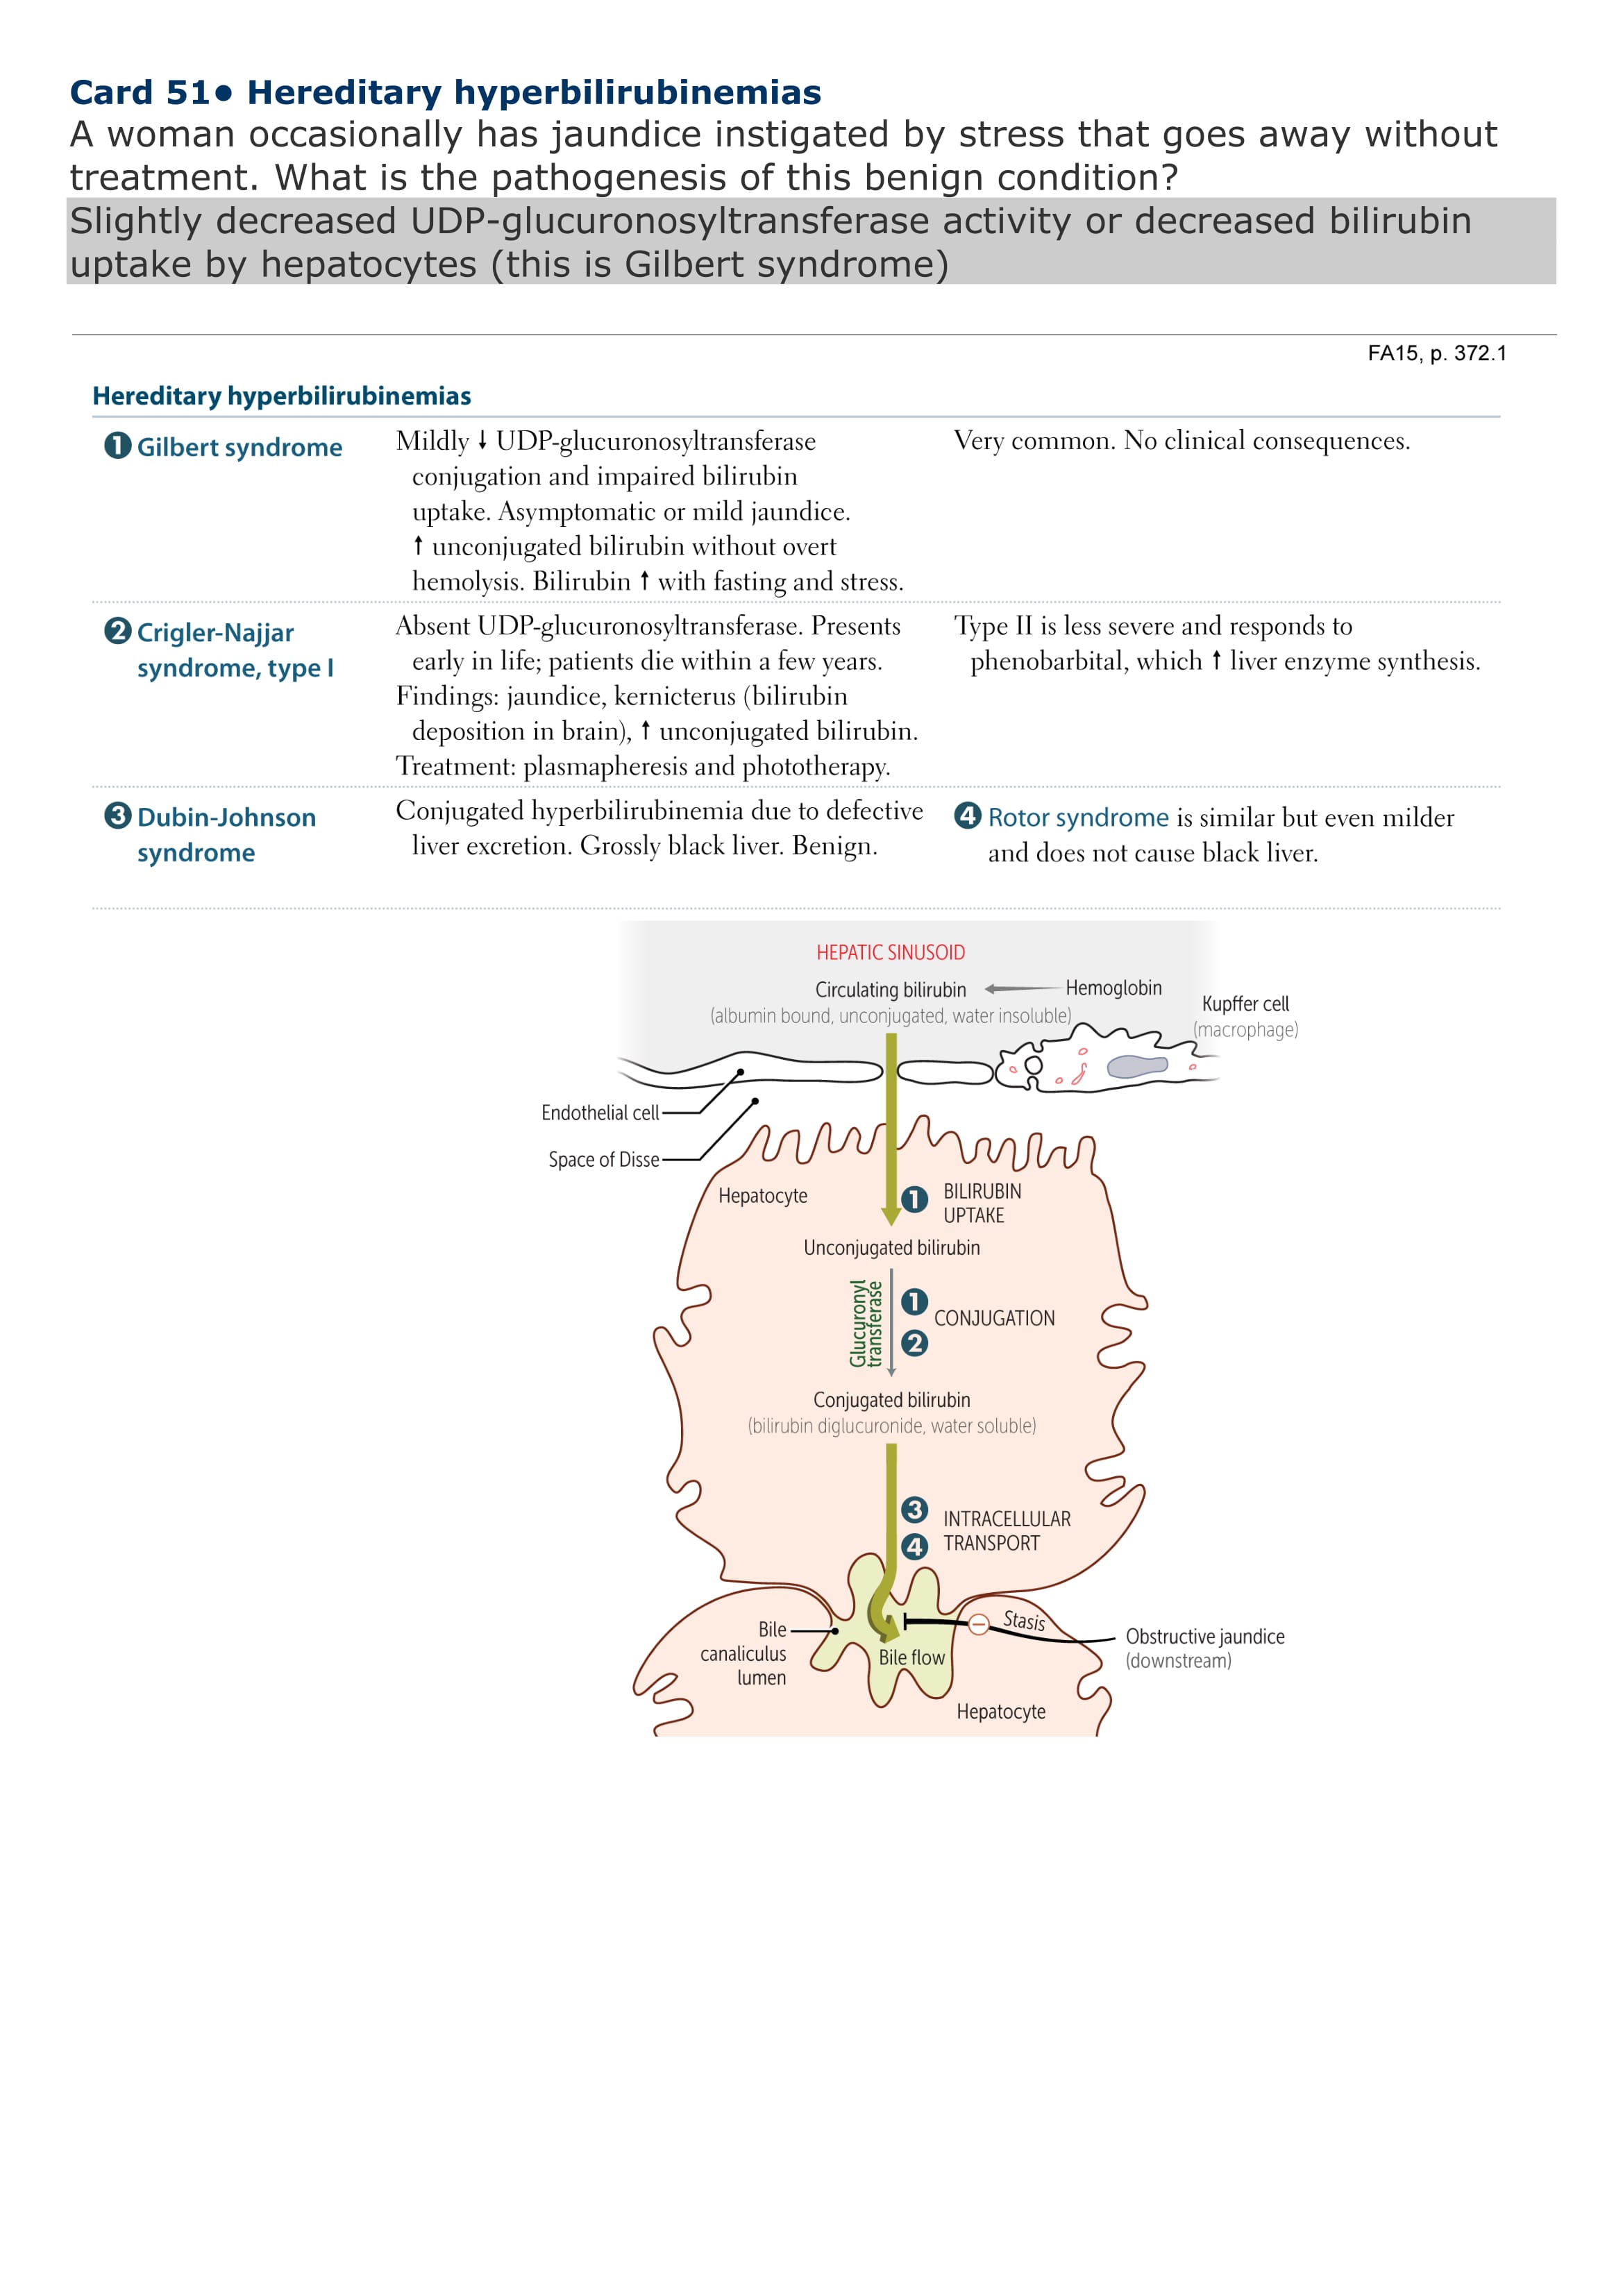 Card 51• Hereditary hyperbilirubinemias
A woman occasionally has jaundice instigated by stress that goes away without
treatment. What is the pathogenesis of this benign condition?
Slightly decreased UDP-glucuronosyltransferase activity or decreased bilirubin
uptake by hepatocytes (this is Gilbert syndrome)
FA15, p. 372.1
Hereditary hyperbilirubinemias
1 Gilbert syndrome
Mildly ↓ UDP-glucuronosyltransferase
conjugation and impaired bilirubin
uptake. Asymptomatic or mild jaundice.
↑ unconjugated bilirubin without overt
hemolysis. Bilirubin ↑ with fasting and stress.
Very common. No clinical consequences.
2 Crigler-Najjar
syndrome, type I
Absent UDP-glucuronosyltransferase. Presents
early in life; patients die within a few years.
Findings: jaundice, kernicterus (bilirubin
deposition in brain), ↑ unconjugated bilirubin.
Treatment: plasmapheresis and phototherapy.
Type II is less severe and responds to
phenobarbital, which ↑ liver enzyme synthesis.
3 Dubin-Johnson
syndrome
Conjugated hyperbilirubinemia due to defective
liver excretion. Grossly black liver. Benign.
4 Rotor syndrome is similar but even milder
and does not cause black liver.
HEPATIC SINUSOID
Circulating bilirubin
Hemoglobin
(albumin bound, unconjugated, water insoluble)
Kupffer cell
(macrophage)
Endothelial cell
Space of Disse
Hepatocyte
1 BILIRUBIN
UPTAKE
Unconjugated bilirubin
Glucuronyl
transferase
1
2
CONJUGATION
Conjugated bilirubin
(bilirubin diglucuronide, water soluble)
3
4
INTRACELLULAR
TRANSPORT
Bile
canaliculus
lumen
Bile flow
Stasis
Obstructive jaundice
(downstream)
Hepatocyte